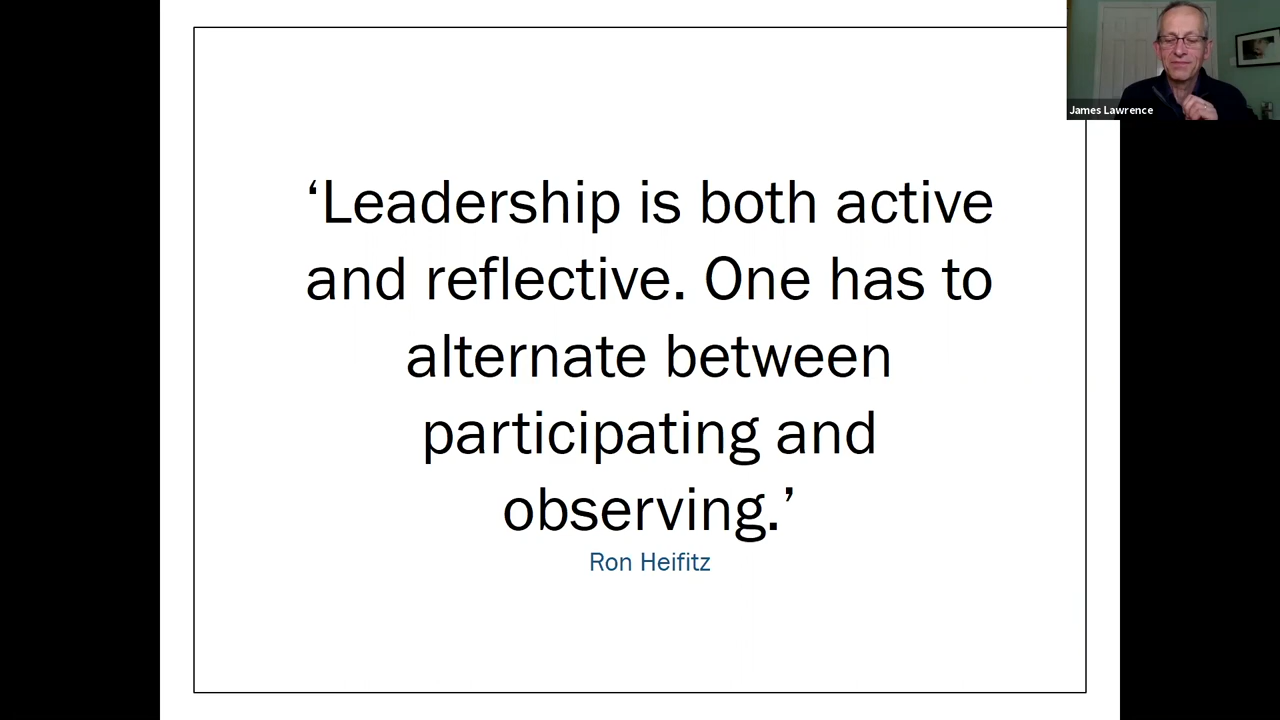 James Lawrence
‘Leadership is both active
and reflective. One has to
alternate between
participating and
observing.’
Ron Heifitz